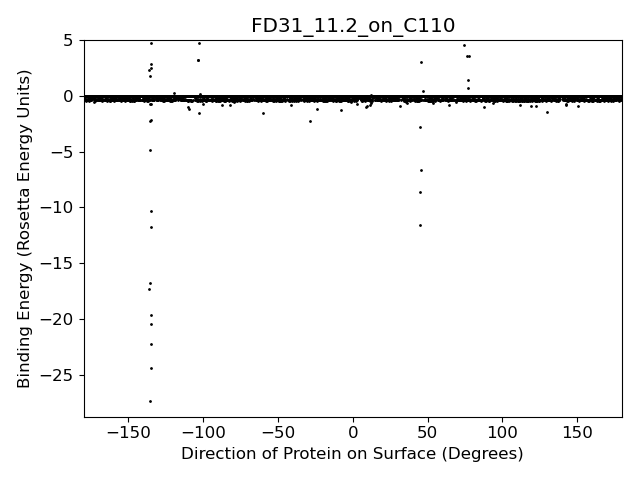 FD31_11.2_on_C110
Binding Energy (Rosetta Energy Units)
5
0
−5
−10
−15
−20
−25
−150 −100 −50 0 50 100 150
Direction of Protein on Surface (Degrees)